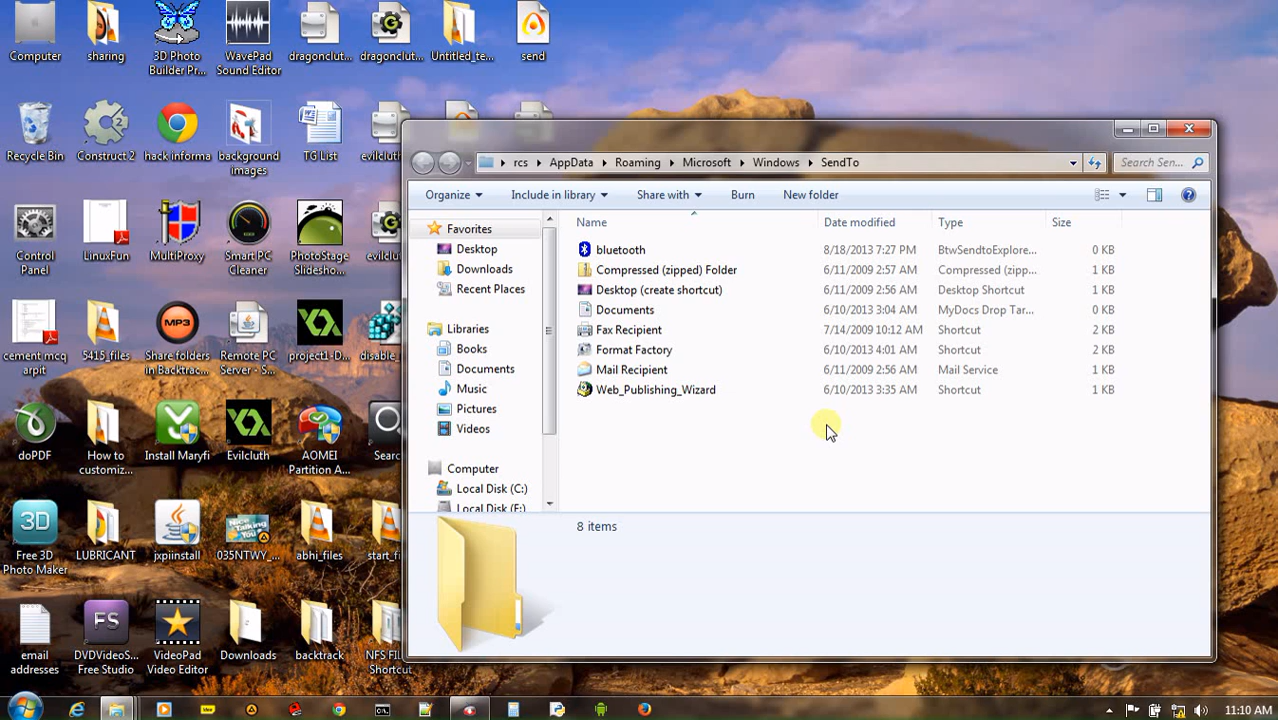 Computer
sharing
3D Photo
Builder Pr...
WavePad
Sound Editor
dragonclut...
dragonclut...
Untitled_te...
send
Recycle Bin
Construct 2
hack informa
background
images
TG List
evilcluth
Control
Panel
LinuxFun
MultiProxy
Smart PC
Cleaner
PhotoStage
Slidesho...
cement mcq
arpit
5415_files
MP3
Share folders
in Backtrac...
Remote PC
Server - S...
project1-D...
disable_
doPDF
How to
customiz...
Install Maryfi
Evilcluth
AOMEI
Partition A...
Searc
3D
Free 3D
Photo Maker
LUBRICANT
jxpiinstall
Nice
Talking
You
035NTWY_...
abhi_files
start_fi
email
addresses
FS
DVDVideoS...
Free Studio
VideoPad
Video Editor
Downloads
backtrack
NFS FIL
Shortcut
rcs
AppData
Roaming
Microsoft
Windows
SendTo
Search Sen...
Organize
Include in library
Share with
Burn
New folder
Favorites
Desktop
Downloads
Recent Places
Libraries
Books
Documents
Music
Pictures
Videos
Computer
Local Disk (C:)
Local Disk (F:)
Name Date modified Type Size
bluetooth 8/18/2013 7:27 PM BtwSendtoExplore... 0 KB
Compressed (zipped) Folder 6/11/2009 2:57 AM Compressed (zipp... 1 KB
Desktop (create shortcut) 6/11/2009 2:56 AM Desktop Shortcut 1 KB
Documents 6/10/2013 3:04 AM MyDocs Drop Tar... 0 KB
Fax Recipient 7/14/2009 10:12 AM Shortcut 2 KB
Format Factory 6/10/2013 4:01 AM Shortcut 2 KB
Mail Recipient 6/11/2009 2:56 AM Mail Service 1 KB
Web_Publishing_Wizard 6/10/2013 3:35 AM Shortcut 1 KB
8 items
11:10 AM